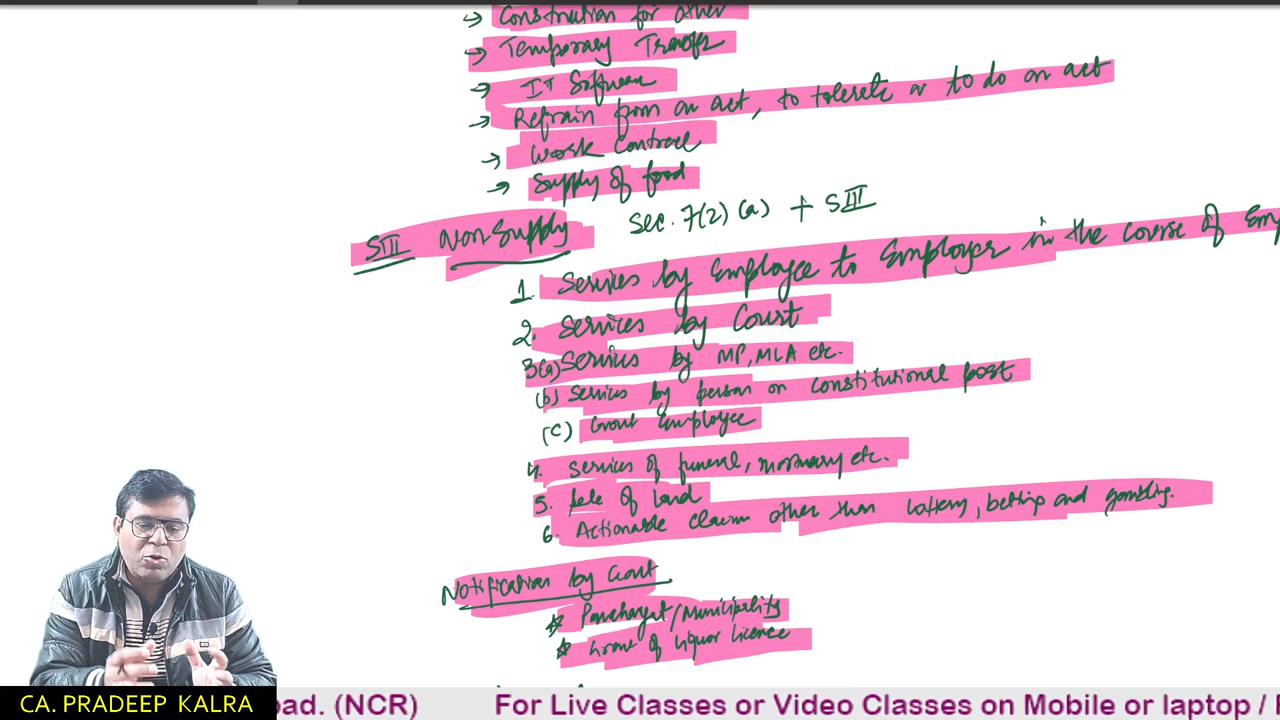 → Construction for other
→ Temporary Transfer
→ IT Software
→ Refrain from an act, to tolerate or to do an act
→ Work Contract
→ Supply of food
SIII Non Supply Sec. 7(2) (a) + SIII
1. Services by Employee to Employer in the course of Emp
2. Services by Court
3(a) Services by MP, MLA etc.
(b) Services by person on constitutional post
(c) Govt Employee
4. Services of funeral, mortuary etc.
5. Sale of land
6. Actionable claim other than lottery, betting and gambling.
Notification by Govt
☆ Panchayat/Municipality
☆ Grant of liquor licence
CA. PRADEEP KALRA
oad. (NCR) For Live Classes or Video Classes on Mobile or laptop /